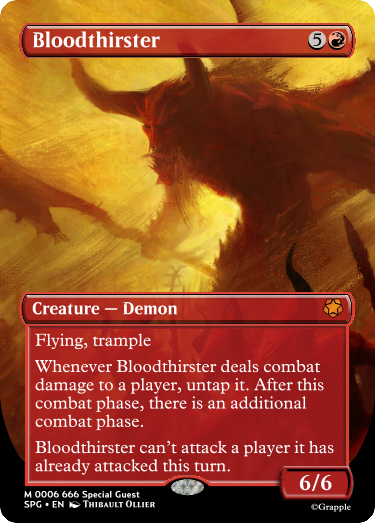 Bloodthirster 5
Creature — Demon
Flying, trample
Whenever Bloodthirster deals combat
damage to a player, untap it. After this
combat phase, there is an additional
combat phase.
Bloodthirster can't attack a player it has
already attacked this turn.
6/6
M 0006 666 Special Guest
SPG • EN Thibault Ollier
©Grapple